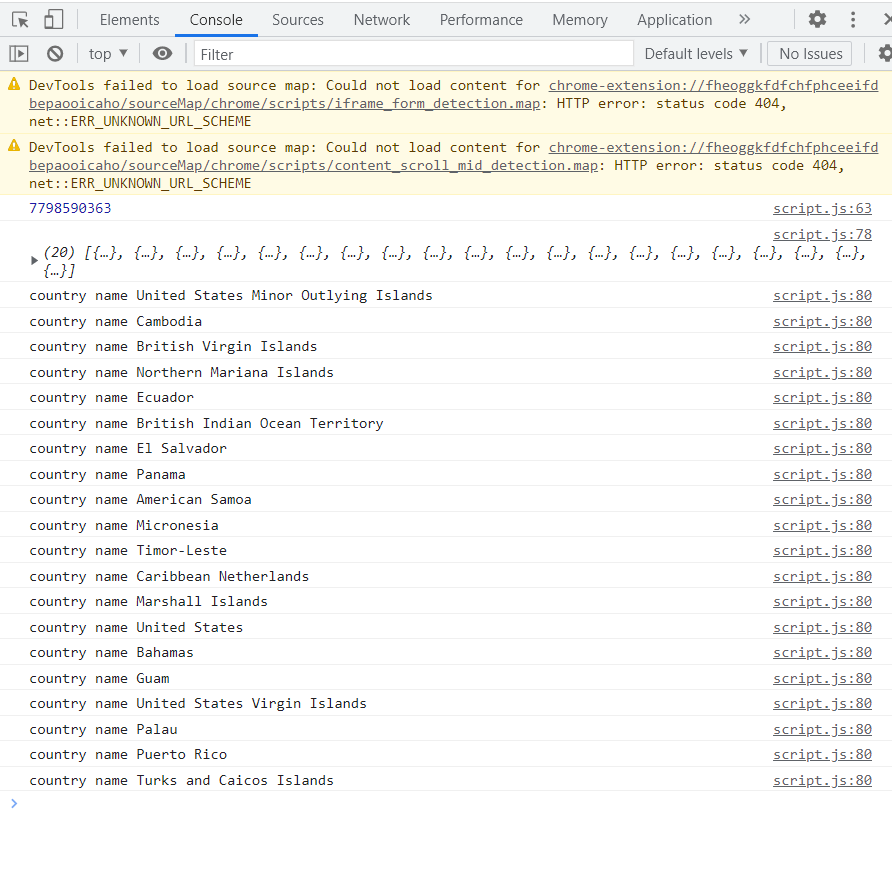 Elements Console Sources Network Performance Memory Application
top Filter Default levels No Issues
DevTools failed to load source map: Could not load content for chrome-extension://fheoggkfdfchfphceeifd
bepaooicaho/sourceMap/chrome/scripts/iframe_form_detection.map: HTTP error: status code 404,
net::ERR_UNKNOWN_URL_SCHEME
DevTools failed to load source map: Could not load content for chrome-extension://fheoggkfdfchfphceeifd
bepaooicaho/sourceMap/chrome/scripts/content_scroll_mid_detection.map: HTTP error: status code 404,
net::ERR_UNKNOWN_URL_SCHEME
7798590363 script.js:63
script.js:78
(20) [{…}, {…}, {…}, {…}, {…}, {…}, {…}, {…}, {…}, {…}, {…}, {…}, {…}, {…}, {…}, {…}, {…}, {…}, {…},
{…}]
country name United States Minor Outlying Islands script.js:80
country name Cambodia script.js:80
country name British Virgin Islands script.js:80
country name Northern Mariana Islands script.js:80
country name Ecuador script.js:80
country name British Indian Ocean Territory script.js:80
country name El Salvador script.js:80
country name Panama script.js:80
country name American Samoa script.js:80
country name Micronesia script.js:80
country name Timor-Leste script.js:80
country name Caribbean Netherlands script.js:80
country name Marshall Islands script.js:80
country name United States script.js:80
country name Bahamas script.js:80
country name Guam script.js:80
country name United States Virgin Islands script.js:80
country name Palau script.js:80
country name Puerto Rico script.js:80
country name Turks and Caicos Islands script.js:80